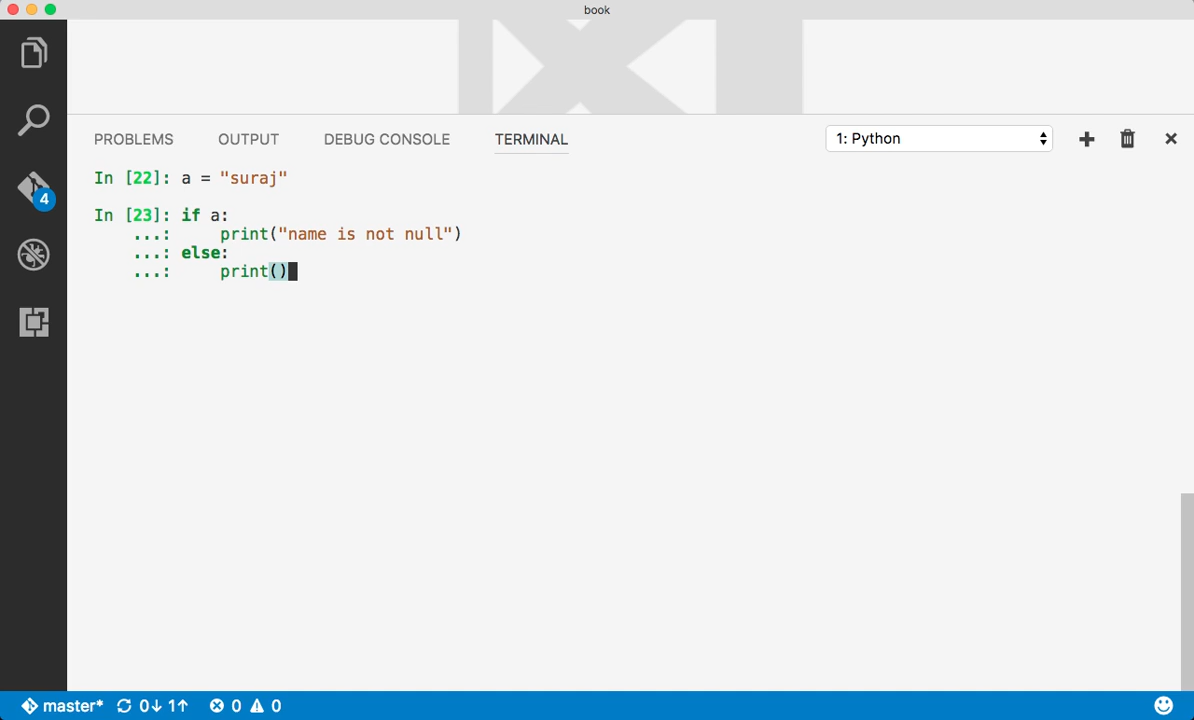 book
PROBLEMS OUTPUT DEBUG CONSOLE TERMINAL 1: Python
In [22]: a = "suraj"
In [23]: if a:
...: print("name is not null")
...: else:
...: print()
4
master* 0↓ 1↑ 0 0